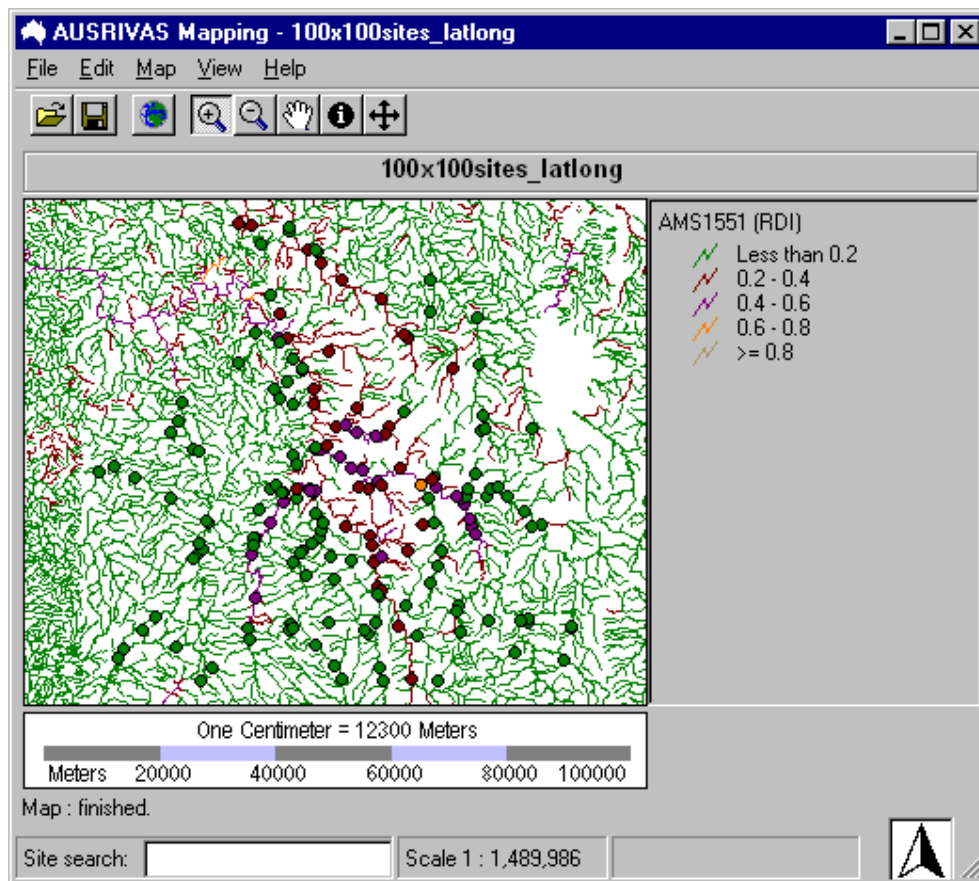 AUSRIVAS Mapping - 100x100sites_latlong
File Edit Map View Help
100x100sites_latlong
AMS1551 (RDI)
Less than 0.2
0.2 - 0.4
0.4 - 0.6
0.6 - 0.8
>= 0.8
One Centimeter = 12300 Meters
Meters 20000 40000 60000 80000 100000
Map : finished.
Site search: Scale 1 : 1,489,986